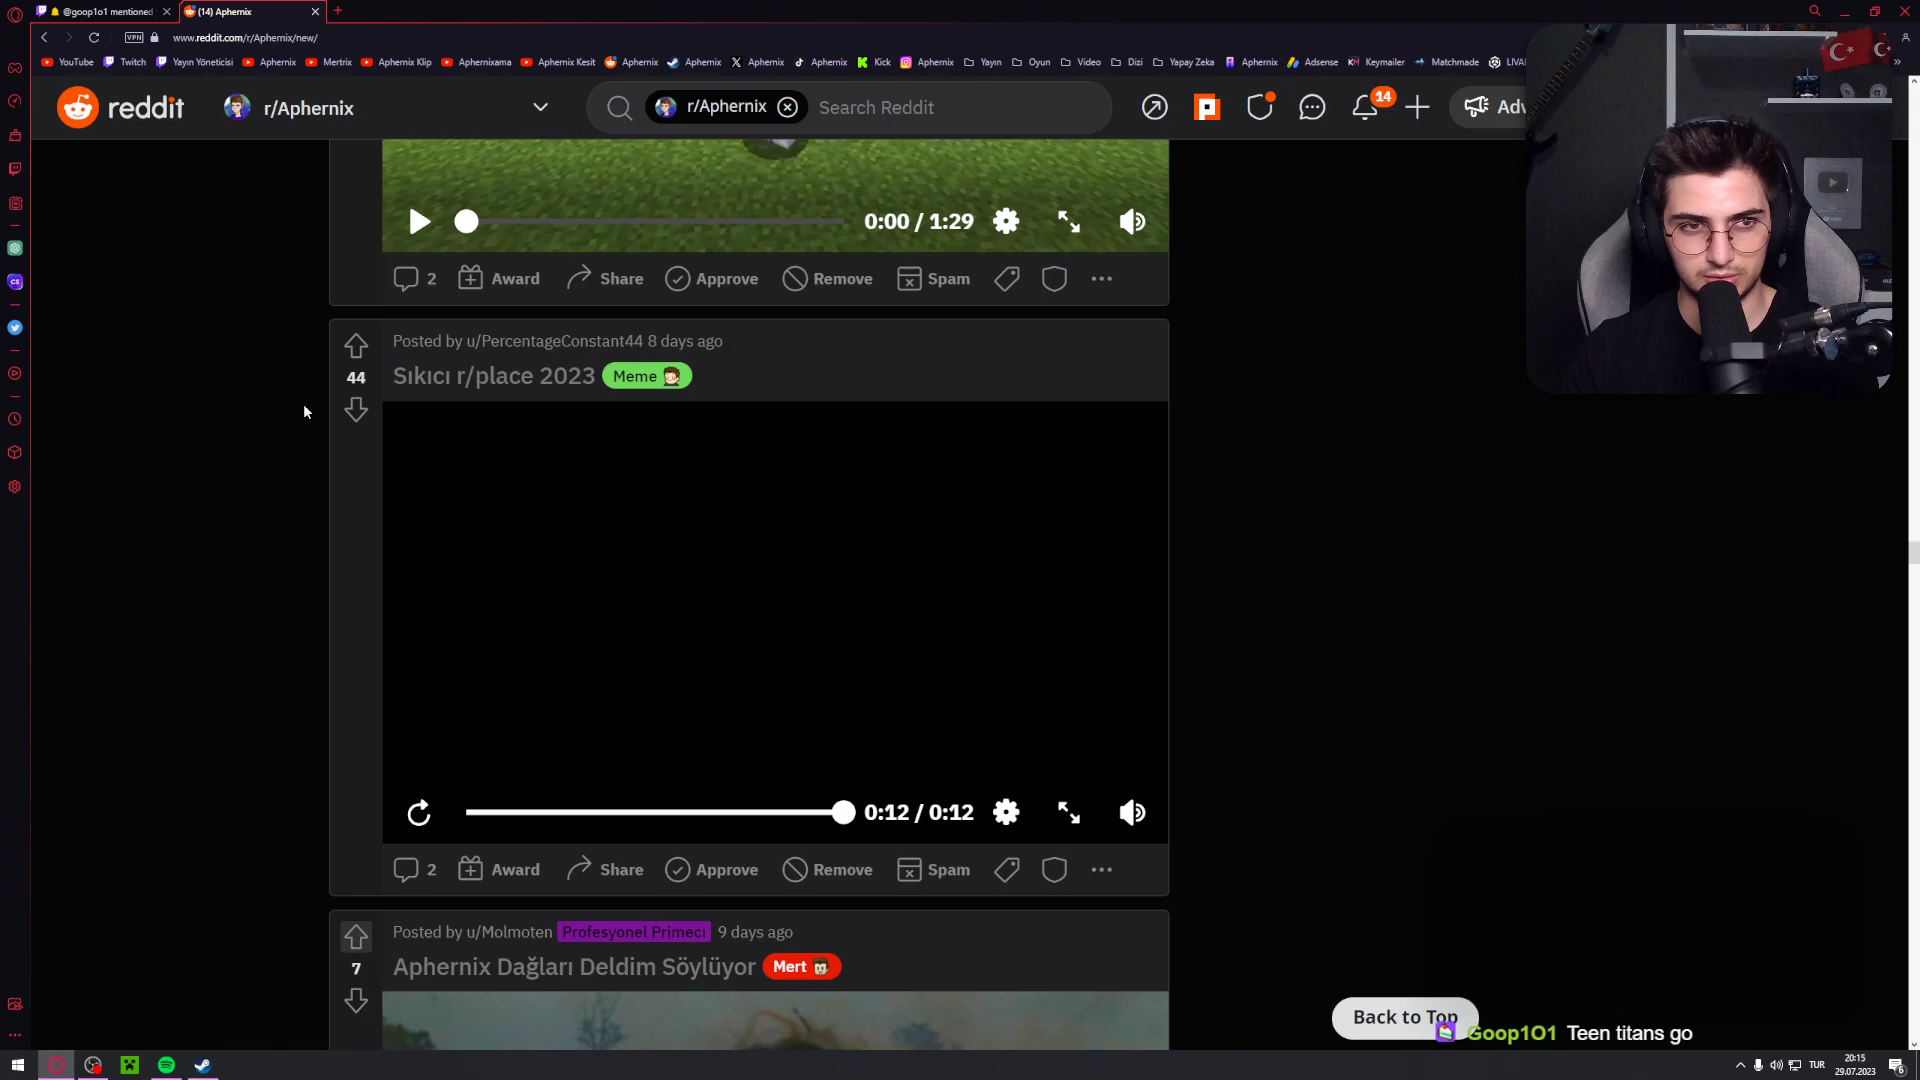 @goop1o1 mentioned
(14) Aphernix
VPN
www.reddit.com/r/Aphernix/new/
YouTube Twitch Yayın Yöneticisi Aphernix Mertrix Aphernix Klip Aphernixama Aphernix Kesit Aphernix Aphernix Aphernix Aphernix Kick Aphernix Yayın Oyun Video Dizi Yapay Zeka Aphernix Adsense Keymailer Matchmade
reddit
r/Aphernix
r/Aphernix
Search Reddit
14
0:00 / 1:29
2 Award Share Approve Remove Spam
Posted by u/PercentageConstant44 8 days ago
44
Sıkıcı r/place 2023 Meme
0:12 / 0:12
2 Award Share Approve Remove Spam
Posted by u/Molmoten Profesyonel Primecı 9 days ago
7
Aphernix Dağları Deldim Söylüyor Mert
Back to Top
Goop1O1 Teen titans go
TUR
20:15
29.07.2023
6